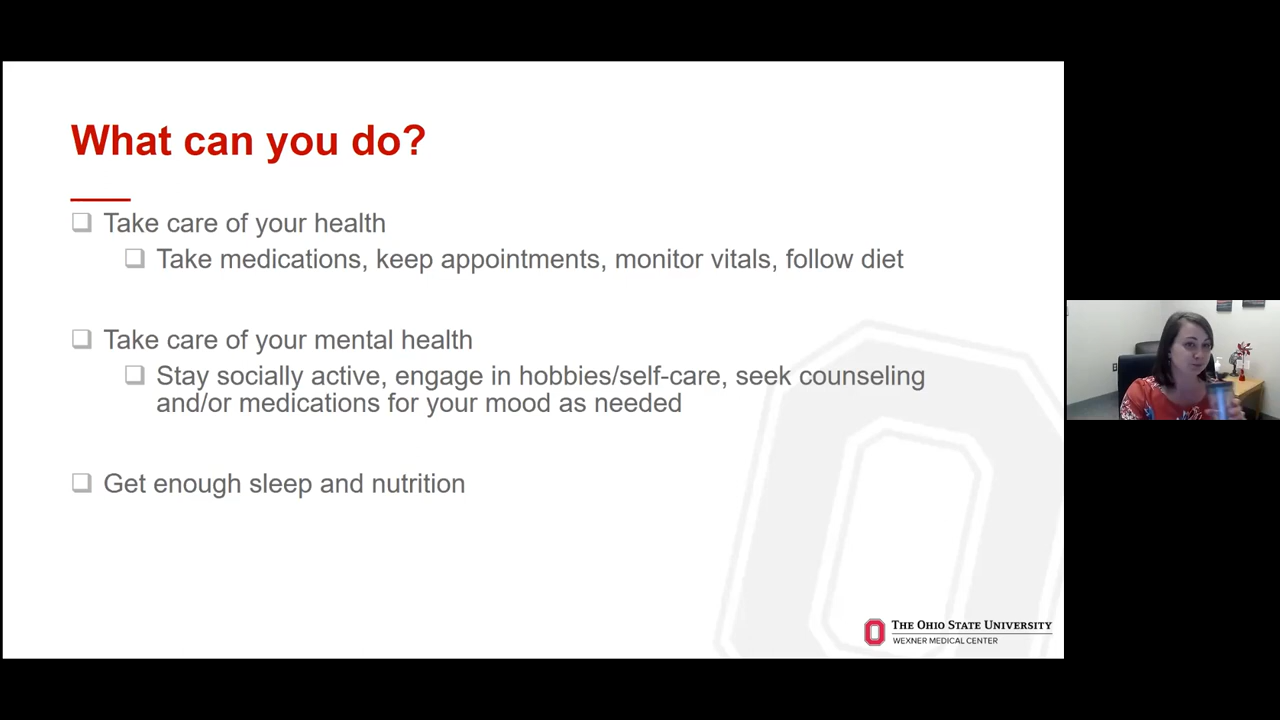 What can you do?
Take care of your health
Take medications, keep appointments, monitor vitals, follow diet
Take care of your mental health
Stay socially active, engage in hobbies/self-care, seek counseling
and/or medications for your mood as needed
Get enough sleep and nutrition
THE OHIO STATE UNIVERSITY
WEXNER MEDICAL CENTER